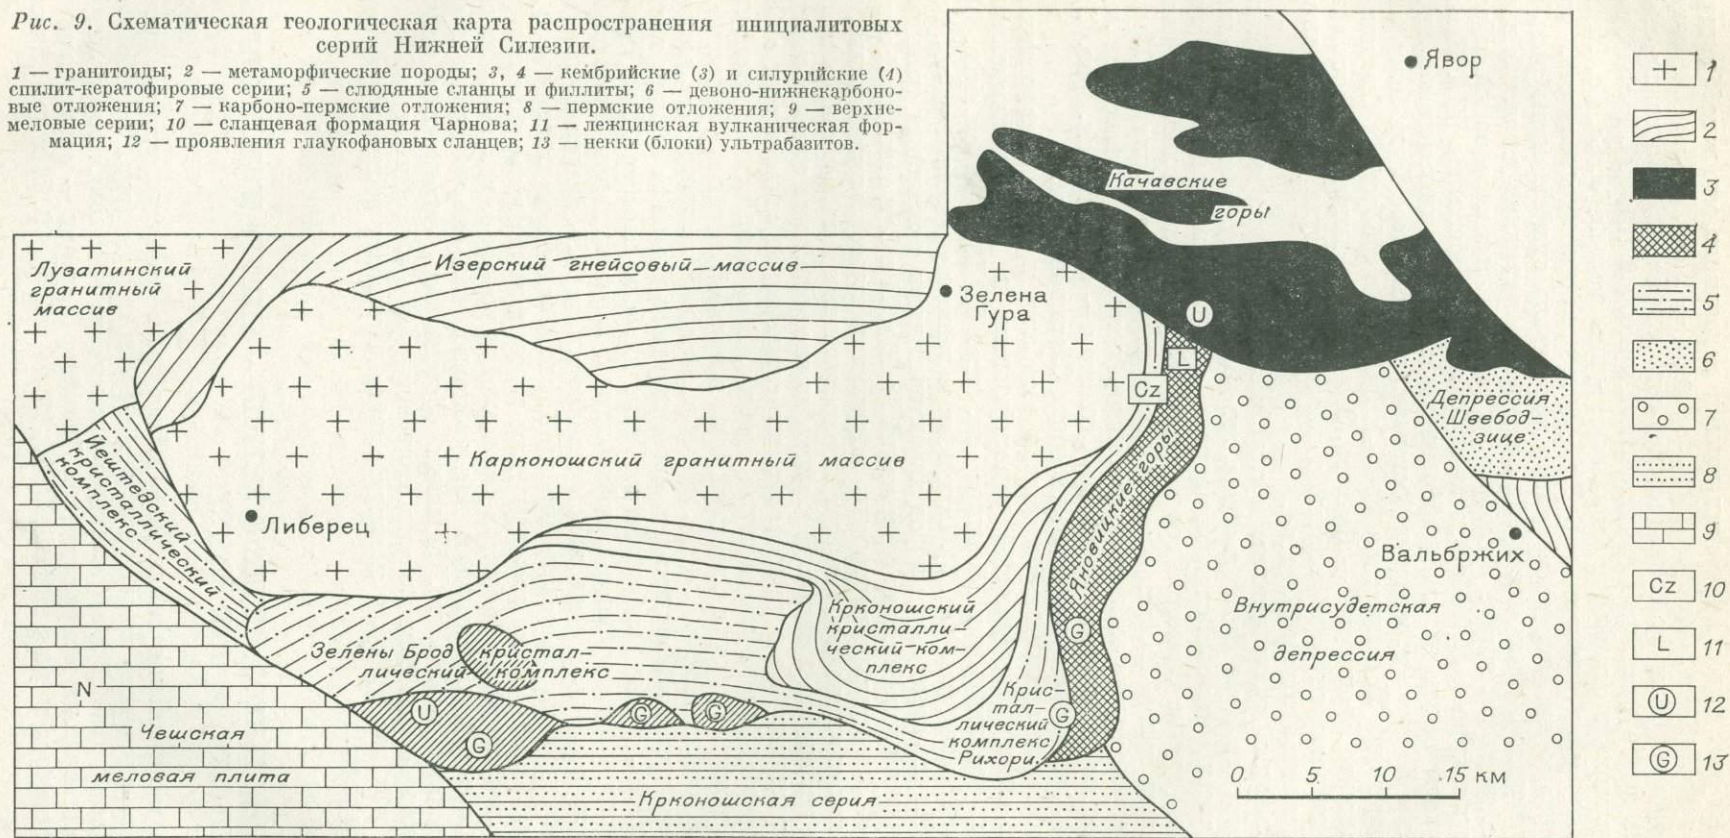 Рис. 9. Схематическая геологическая карта распространения инициалитовых
серий Нижней Силезии.
1 — гранитоиды; 2 — метаморфические породы; 3, 4 — кембрийские (3) и силурийские (4)
спилит-кератофировые серии; 5 — слюдяные сланцы и филлиты; 6 — девоно-нижнекарбоно-
вые отложения; 7 — карбоно-пермские отложения; 8 — пермские отложения; 9 — верхне-
меловые серии; 10 — сланцевая формация Чарнова; 11 — лежцинская вулканическая фор-
мация; 12 — проявления глаукофановых сланцев; 13 — некки (блоки) ультрабазитов.
Явор
Качавские
горы
Лузатинский
гранитный
массив
Изерский гнейсовый массив
Зелена
Гура
U
L
Cz
Депрессия
Швебод-
зице
Йештедский
кристаллический
комплекс
Карконошский гранитный массив
Яновицкие горы
Либерец
Вальбржих
Внутрисудетская
депрессия
Крконошский
кристалли-
ческий ком-
плекс
G
Зелены Брод кристал-
лический комплекс
N
U
G
G
G
G
Крис-
тал-
лический
комплекс
Рихори
Чешская
меловая плита
Крконошская серия
0 5 10 15 км
1
2
3
4
5
6
7
8
9
Cz 10
L 11
U 12
G 13